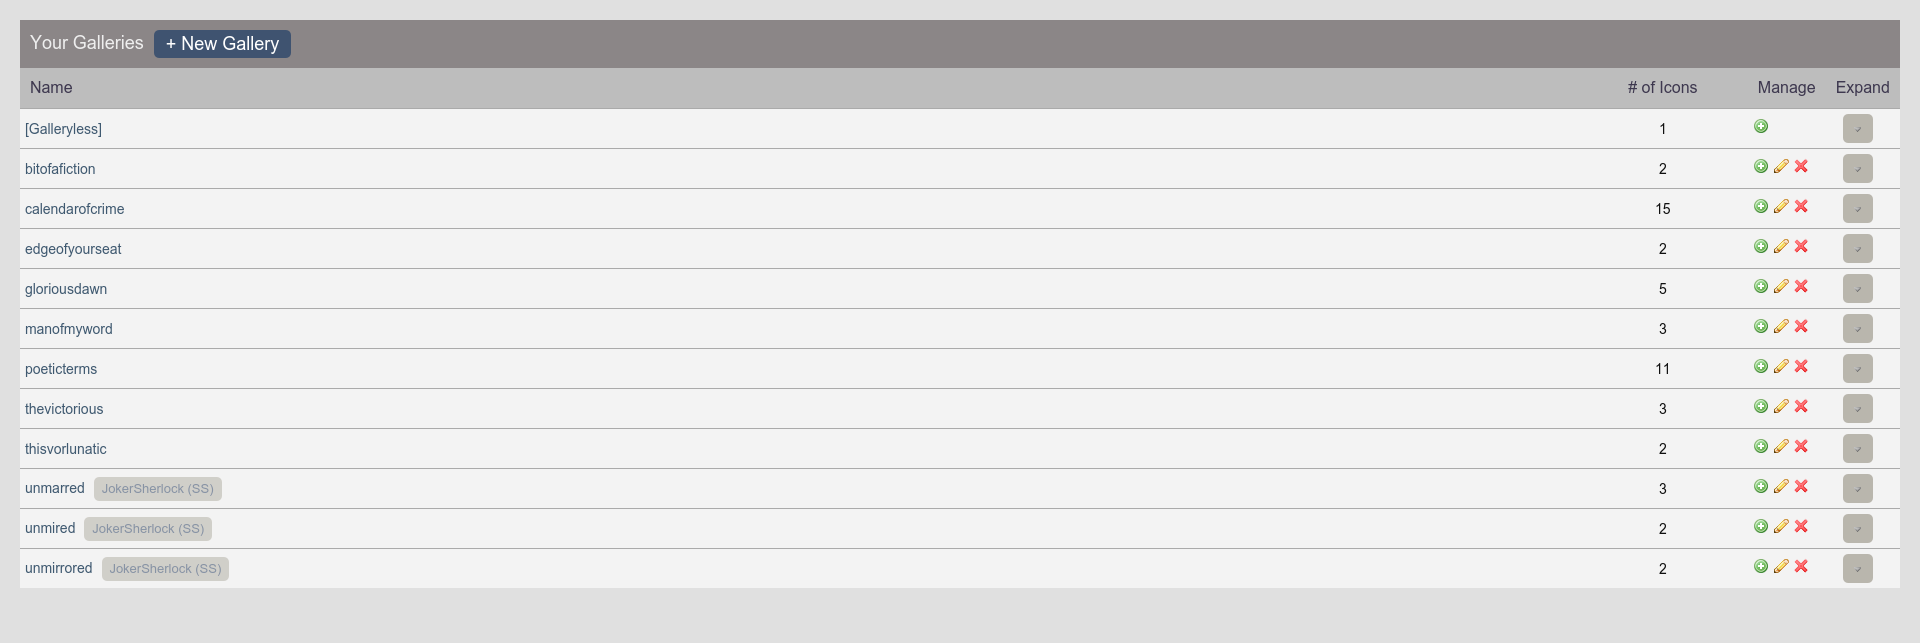 Your Galleries + New Gallery
Name # of Icons Manage Expand
[Galleryless] 1
bitofafiction 2
calendarofcrime 15
edgeofyourseat 2
gloriousdawn 5
manofmyword 3
poeticterms 11
thevictorious 3
thisvorlunatic 2
unmarred JokerSherlock (SS) 3
unmired JokerSherlock (SS) 2
unmirrored JokerSherlock (SS) 2